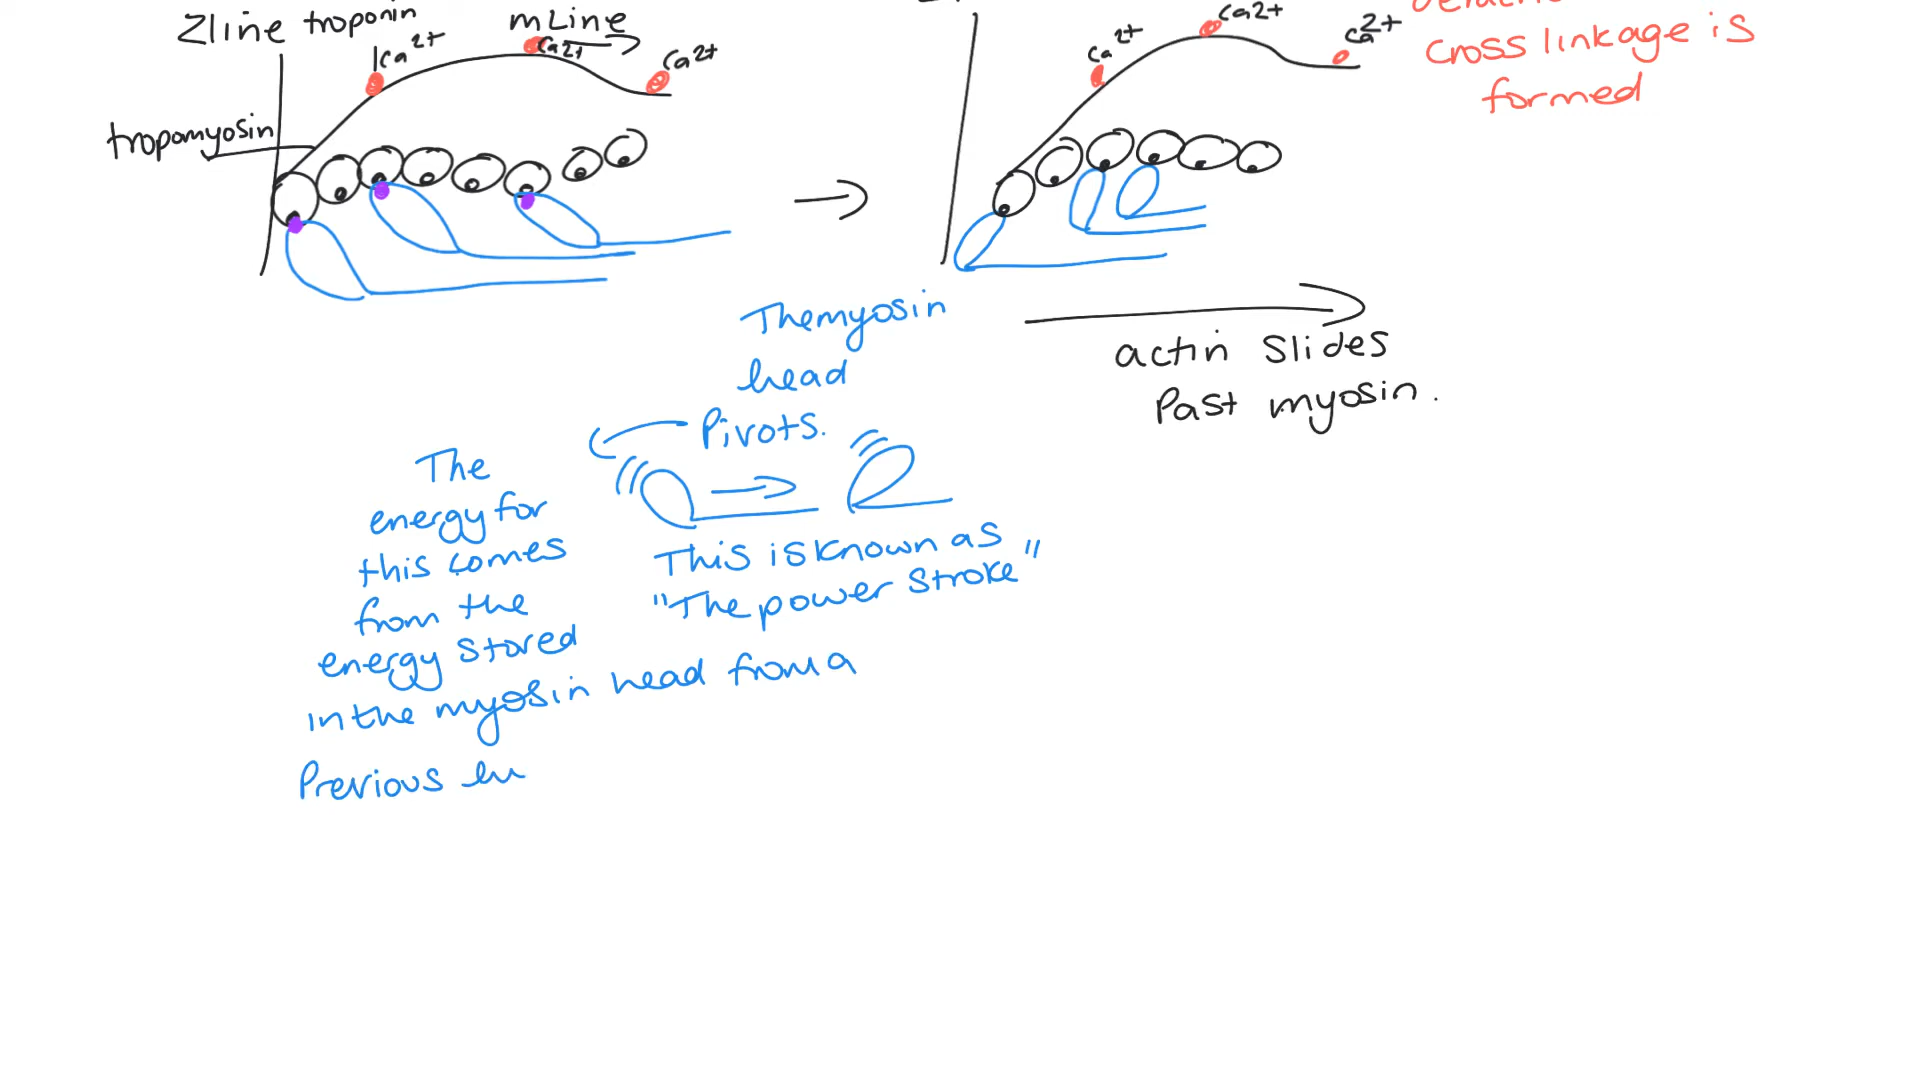 Zline troponin
mLine
Ca2+
Ca2+
Ca2+
tropomyosin
Ca2+
Ca2+
Ca2+
Cross linkage is
formed
The myosin
head
Pivots.
actin slides
Past myosin.
The
energy for
this comes
from the
energy stored
in the myosin head from a
Previous
This is known as
"The power stroke"